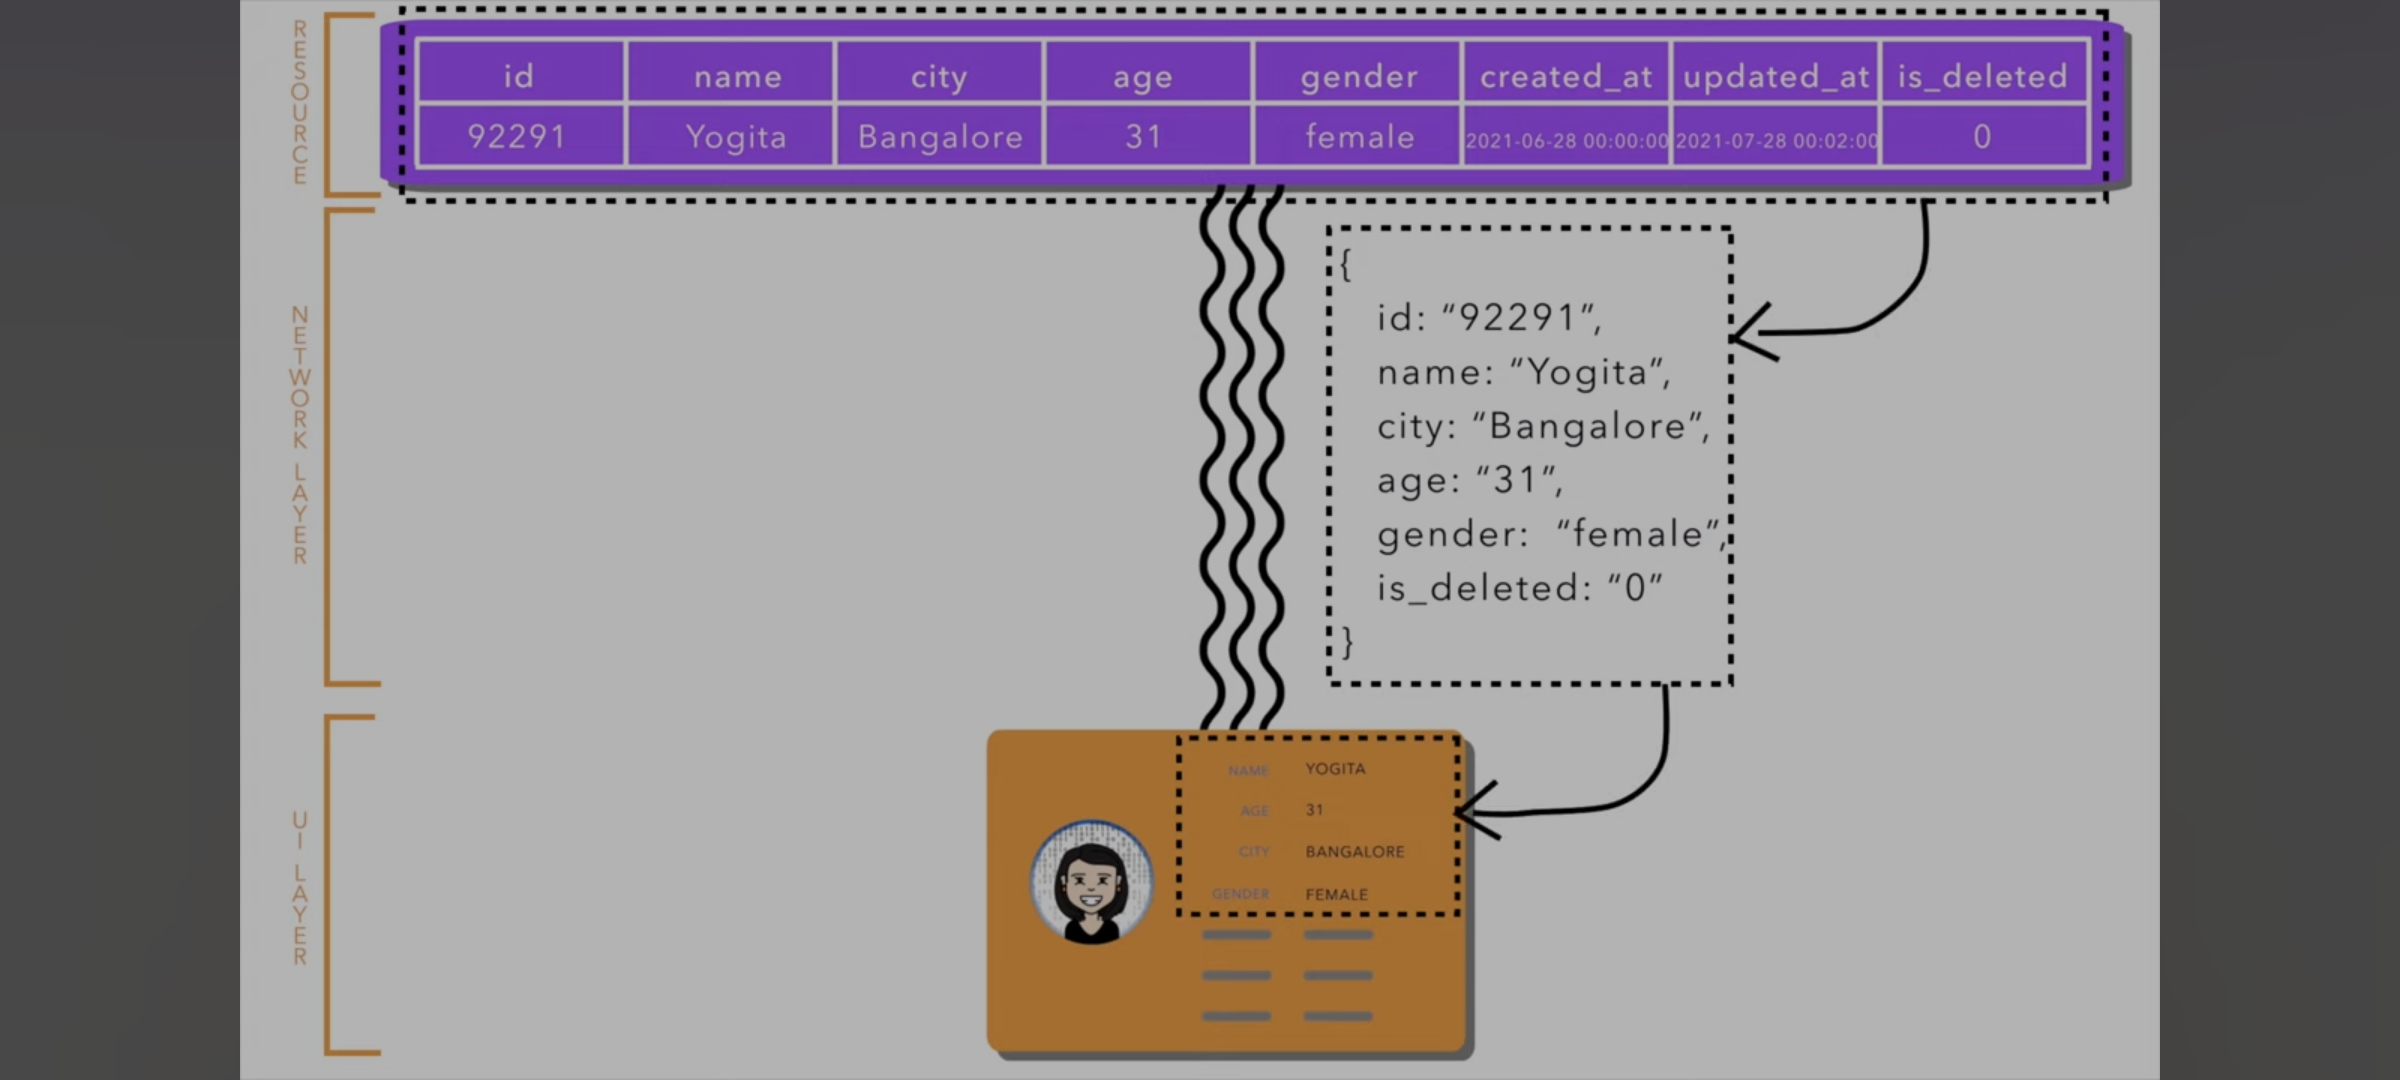 RESOURCE
id name city age gender created_at updated_at is_deleted
92291 Yogita Bangalore 31 female 2021-06-28 00:00:00 2021-07-28 00:02:00 0
NETWORK LAYER
{
id: “92291”,
name: “Yogita”,
city: “Bangalore”,
age: “31”,
gender: “female”,
is_deleted: “0”
}
UI LAYER
NAME YOGITA
AGE 31
CITY BANGALORE
GENDER FEMALE